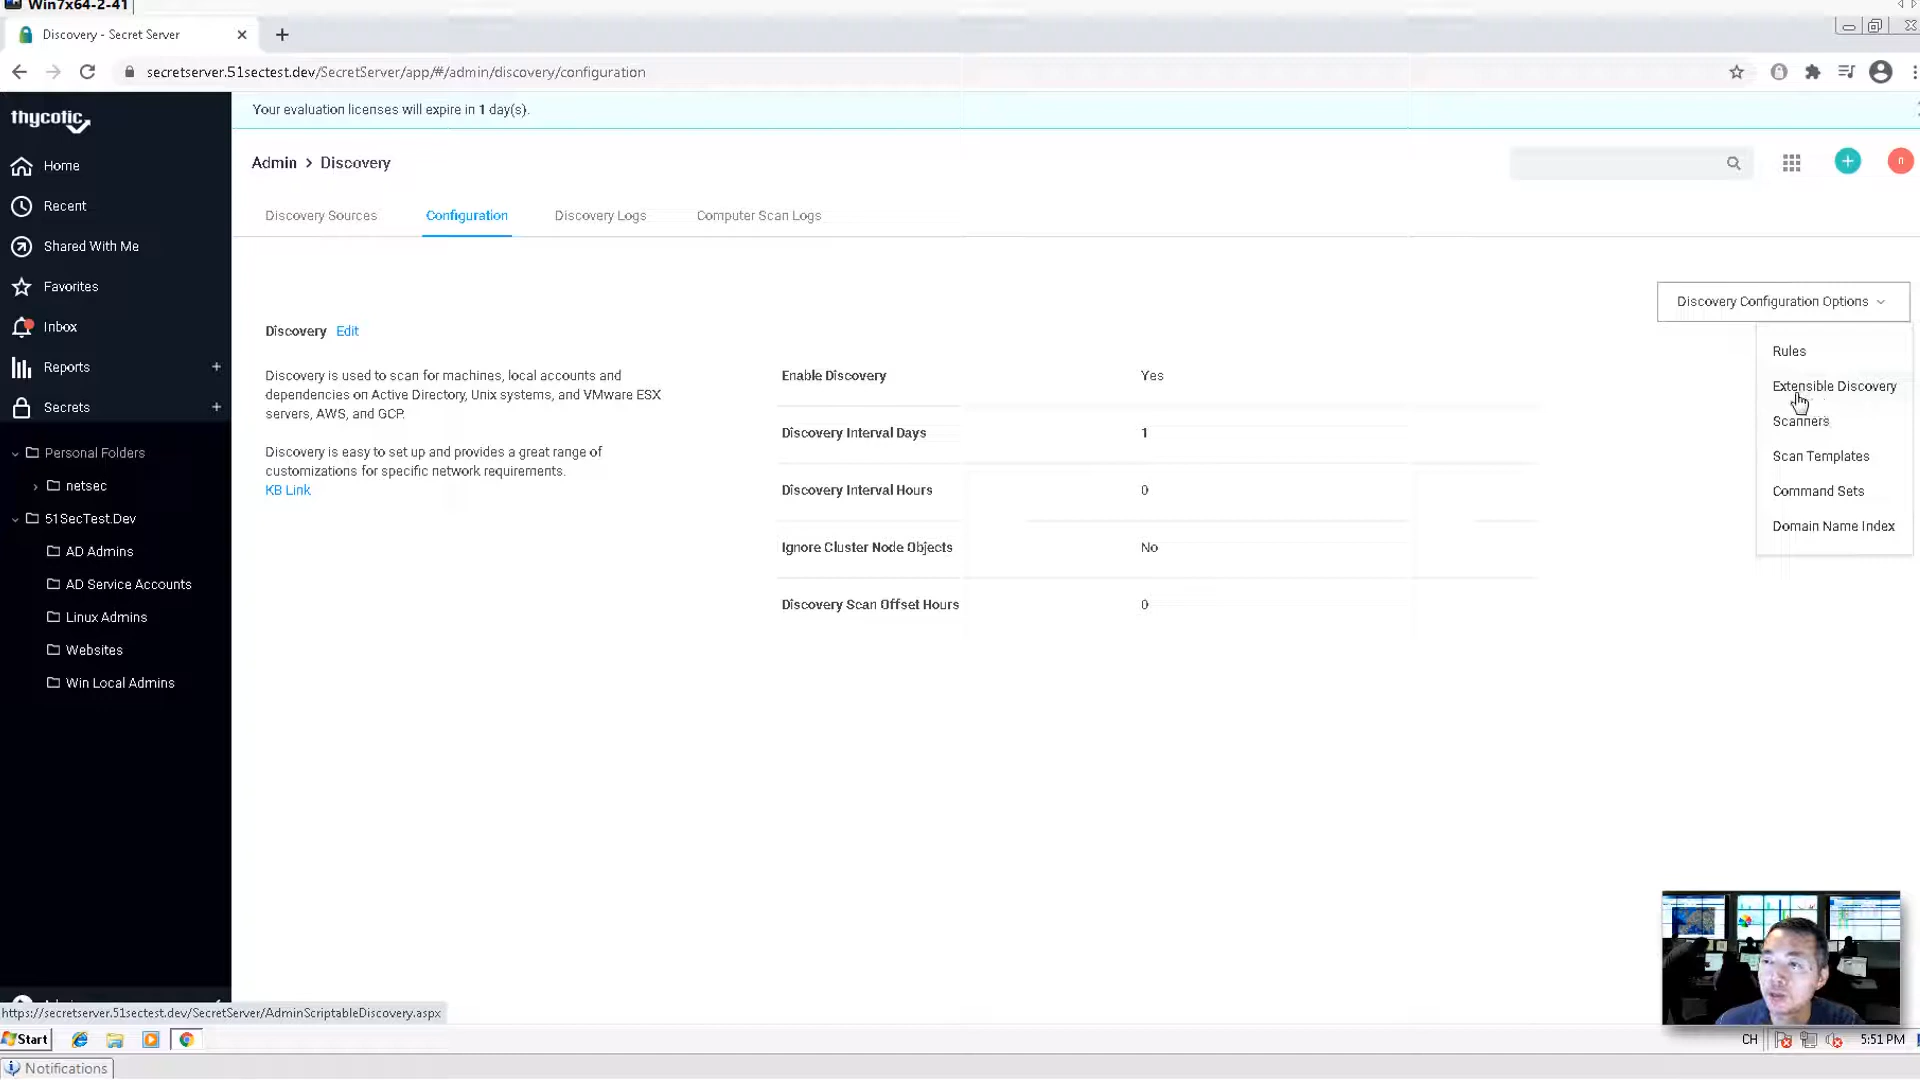 Win7x64-2-41
Discovery - Secret Server
secretserver.51sectest.dev/SecretServer/app/#/admin/discovery/configuration
thycotic
Your evaluation licenses will expire in 1 day(s).
Home
Recent
Shared With Me
Favorites
Inbox
Reports +
Secrets +
Personal Folders
netsec
51SecTest.Dev
AD Admins
AD Service Accounts
Linux Admins
Websites
Win Local Admins
Admin > Discovery
+
n
Discovery Sources
Configuration
Discovery Logs
Computer Scan Logs
Discovery Configuration Options
Rules
Extensible Discovery
Scanners
Scan Templates
Command Sets
Domain Name Index
Discovery Edit
Discovery is used to scan for machines, local accounts and
dependencies on Active Directory, Unix systems, and VMware ESX
servers, AWS, and GCP.
Discovery is easy to set up and provides a great range of
customizations for specific network requirements.
KB Link
Enable Discovery Yes
Discovery Interval Days 1
Discovery Interval Hours 0
Ignore Cluster Node Objects No
Discovery Scan Offset Hours 0
https://secretserver.51sectest.dev/SecretServer/AdminScriptableDiscovery.aspx
Start
CH
5:51 PM
Notifications